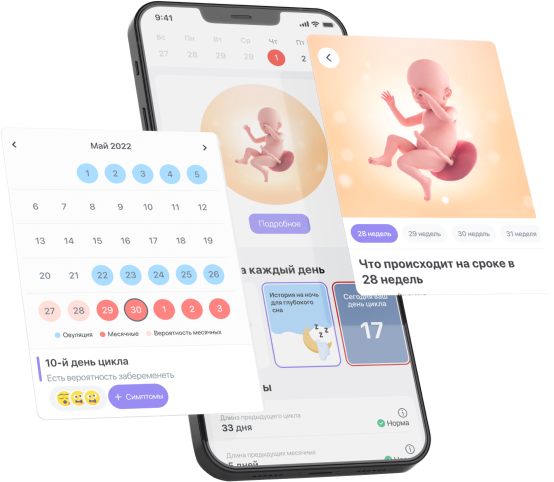 9:41
Вс Пн Вт Ср Чт Пт
27 28 29 29 1 2
Подробное
а каждый день
История на ночь
для глубокого
сна
Сегодня ваш
день цикла
17
ы
Длина предыдущего цикла
33 дня
Норма
Длина предыдущих месячных
5 дней
Май 2022
1 2 3 4 5
6 7 8 9 10 11 12
13 14 15 16 17 18 19
20 21 22 23 24 25 26
27 28 29 30 1 2 3
Овуляция Месячные Вероятность месячных
10-й день цикла
Есть вероятность забеременеть
+ Симптомы
28 недель 29 недель 30 недель 31 неделя
Что происходит на сроке в
28 недель